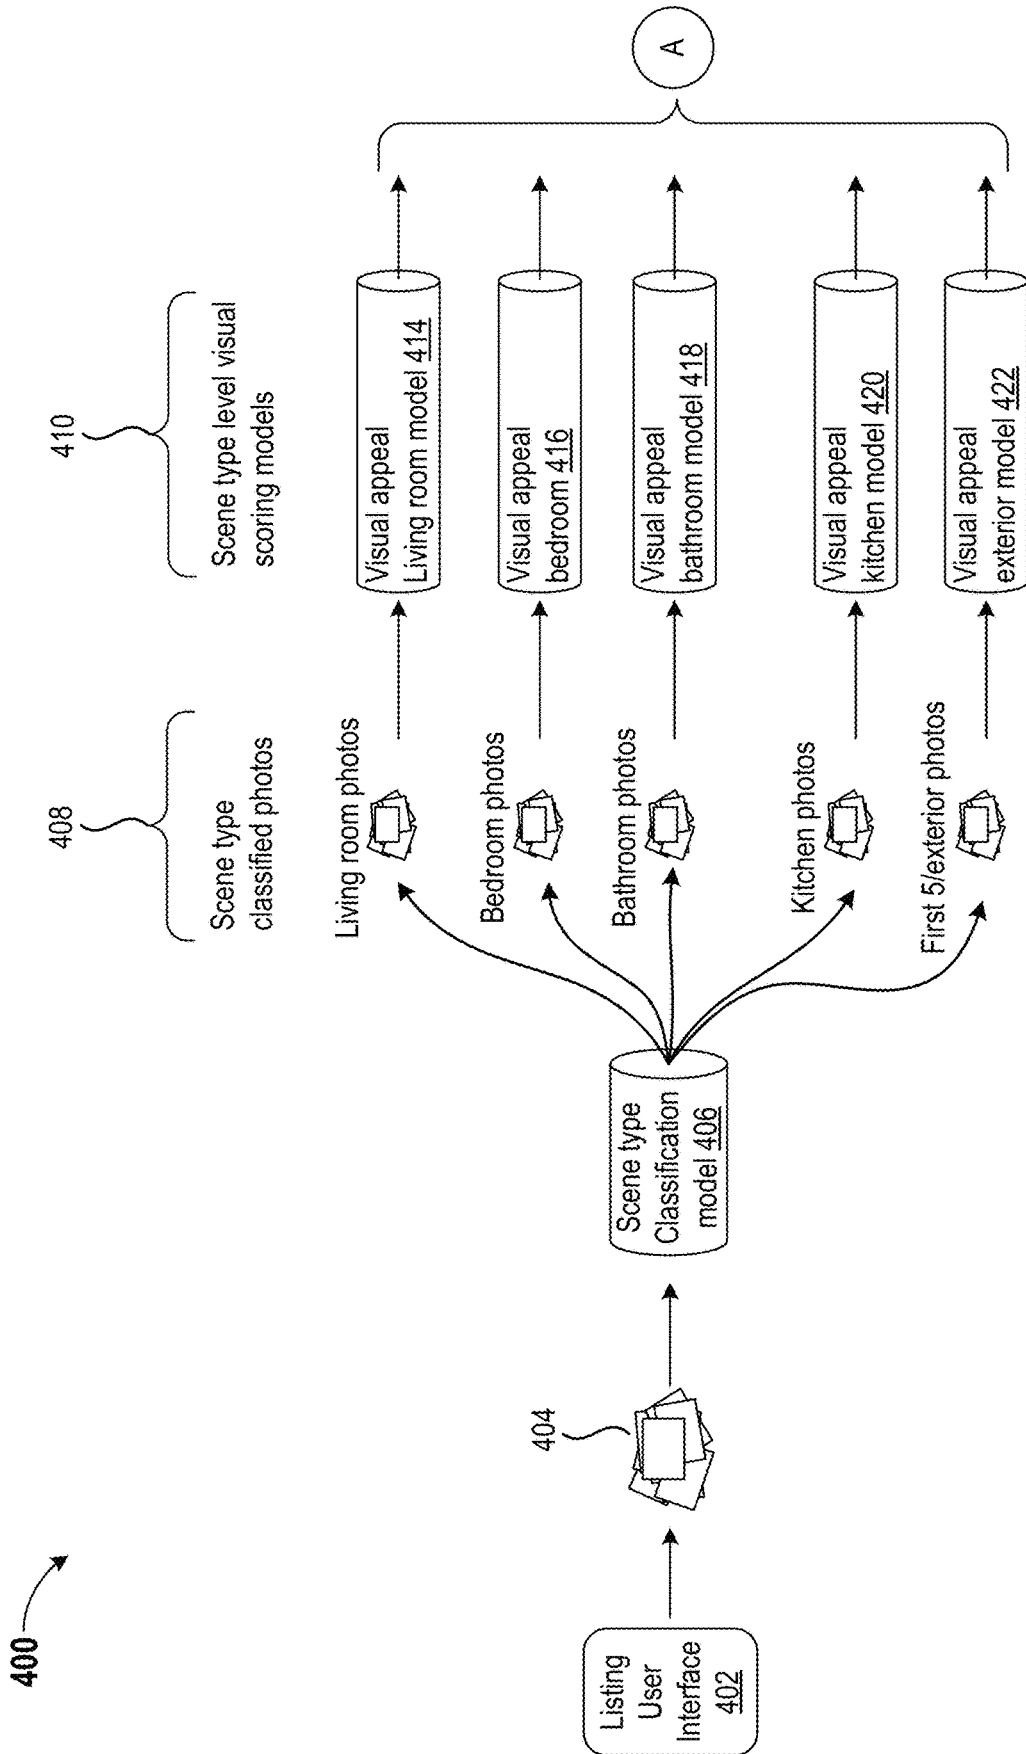 400
408
410
Scene type
classified photos
Scene type level visual
scoring models
Living room photos
Visual appeal
Living room model 414
Bedroom photos
Visual appeal
bedroom 416
404
Scene type
Classification
model 406
Bathroom photos
Visual appeal
bathroom model 418
A
Listing
User
Interface
402
Kitchen photos
Visual appeal
kitchen model 420
First 5/exterior photos
Visual appeal
exterior model 422